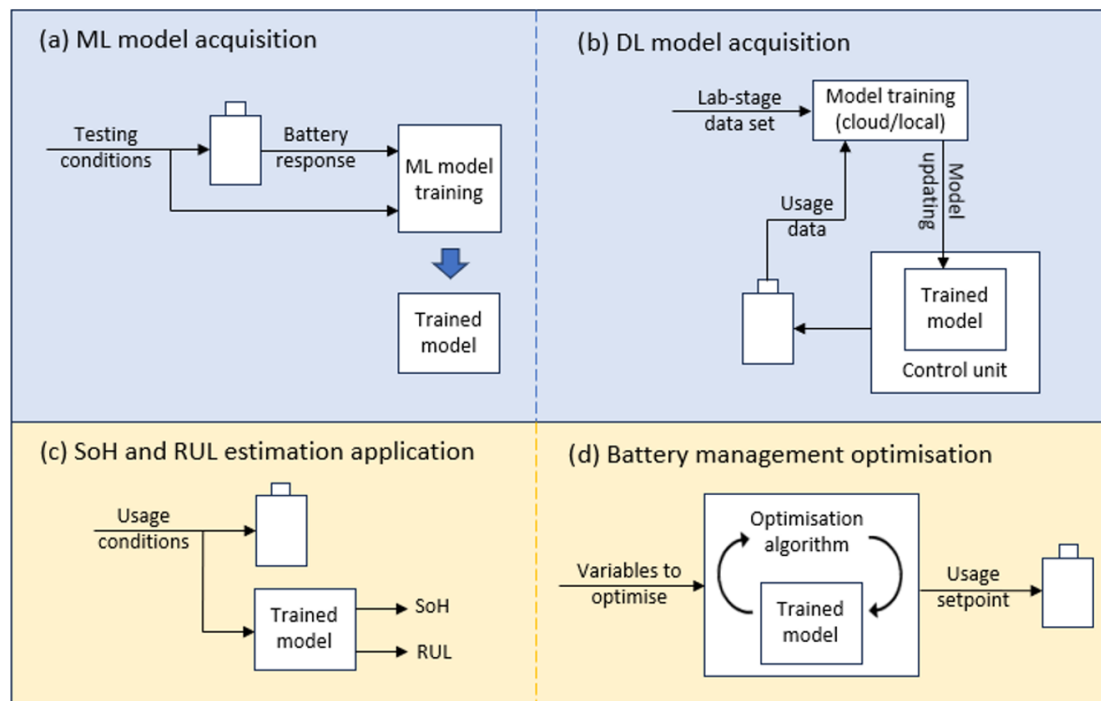 (a) ML model acquisition
Testing
conditions
Battery
response
ML model
training
Trained
model
(b) DL model acquisition
Lab-stage
data set
Model training
(cloud/local)
Usage
data
Model
updating
Trained
model
Control unit
(c) SoH and RUL estimation application
Usage
conditions
Trained
model
SoH
RUL
(d) Battery management optimisation
Variables to
optimise
Optimisation
algorithm
Trained
model
Usage
setpoint